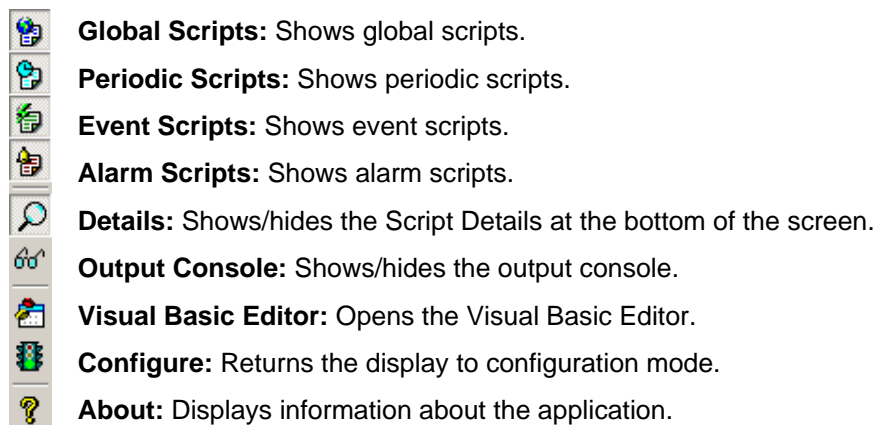 Global Scripts: Shows global scripts.
Periodic Scripts: Shows periodic scripts.
Event Scripts: Shows event scripts.
Alarm Scripts: Shows alarm scripts.
Details: Shows/hides the Script Details at the bottom of the screen.
Output Console: Shows/hides the output console.
Visual Basic Editor: Opens the Visual Basic Editor.
Configure: Returns the display to configuration mode.
About: Displays information about the application.